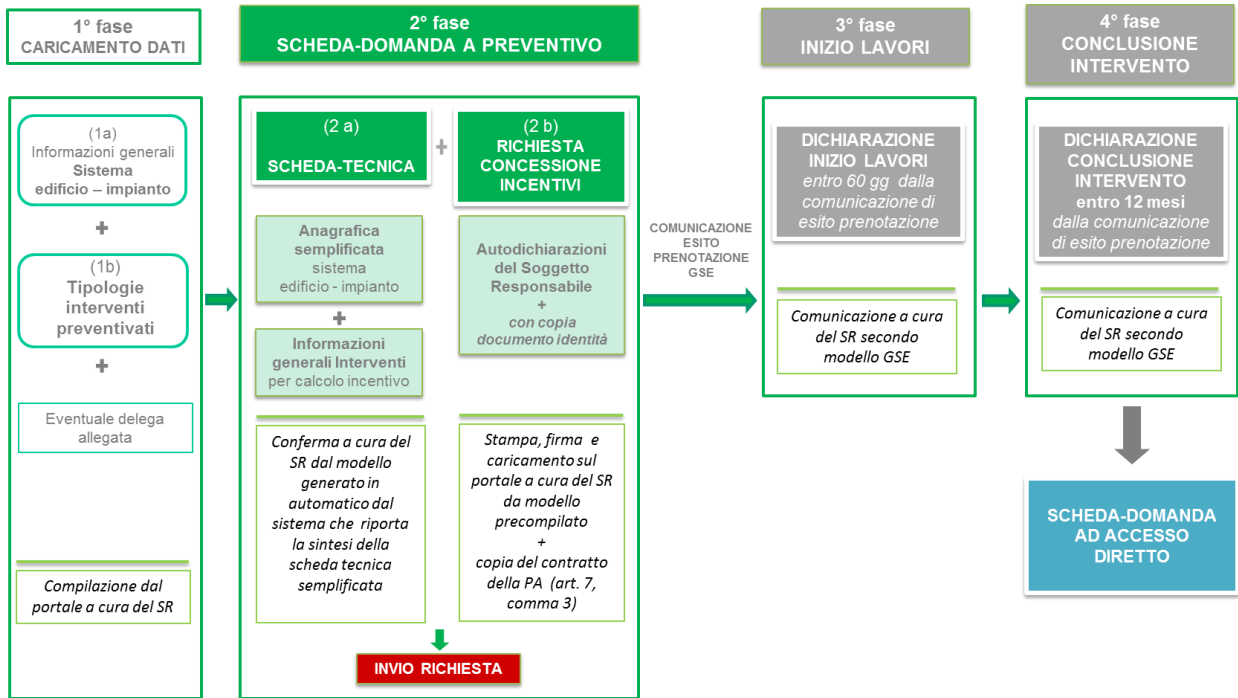 1° fase
CARICAMENTO DATI
2° fase
SCHEDA-DOMANDA A PREVENTIVO
3° fase
INIZIO LAVORI
4° fase
CONCLUSIONE
INTERVENTO
(1a)
Informazioni generali
Sistema
edificio – impianto
+
(1b)
Tipologie
interventi
preventivati
+
Eventuale delega
allegata
Compilazione dal
portale a cura del SR
(2 a)
SCHEDA-TECNICA
+
(2 b)
RICHIESTA
CONCESSIONE
INCENTIVI
Anagrafica
semplificata
sistema
edificio - impianto
+
Informazioni
generali Interventi
per calcolo incentivo
Autodichiarazioni
del Soggetto
Responsabile
+
con copia
documento identità
Conferma a cura del
SR dal modello
generato in
automatico dal
sistema che riporta
la sintesi della
scheda tecnica
semplificata
Stampa, firma e
caricamento sul
portale a cura del SR
da modello
precompilato
+
copia del contratto
della PA (art. 7,
comma 3)
INVIO RICHIESTA
COMUNICAZIONE
ESITO
PRENOTAZIONE
GSE
DICHIARAZIONE
INIZIO LAVORI
entro 60 gg dalla
comunicazione di
esito prenotazione
Comunicazione a cura
del SR secondo
modello GSE
DICHIARAZIONE
CONCLUSIONE
INTERVENTO
entro 12 mesi
dalla comunicazione
di esito prenotazione
Comunicazione a cura
del SR secondo
modello GSE
SCHEDA-DOMANDA
AD ACCESSO
DIRETTO